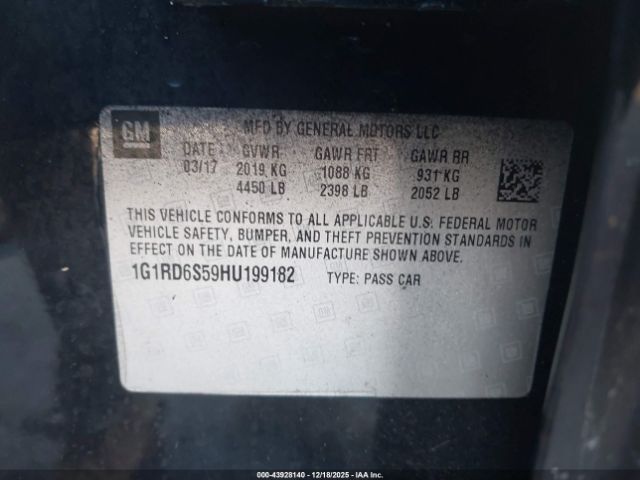 GM
MFD BY GENERAL MOTORS LLC
DATE GVWR GAWR FRT GAWR RR
03/17 2019 KG 1088 KG 931 KG
4450 LB 2398 LB 2052 LB
THIS VEHICLE CONFORMS TO ALL APPLICABLE U.S. FEDERAL MOTOR
VEHICLE SAFETY, BUMPER, AND THEFT PREVENTION STANDARDS IN
EFFECT ON THE DATE OF MANUFACTURE SHOWN ABOVE.
1G1RD6S59HU199182 TYPE: PASS CAR
000-43928140 - 12/18/2025 - IAA Inc.